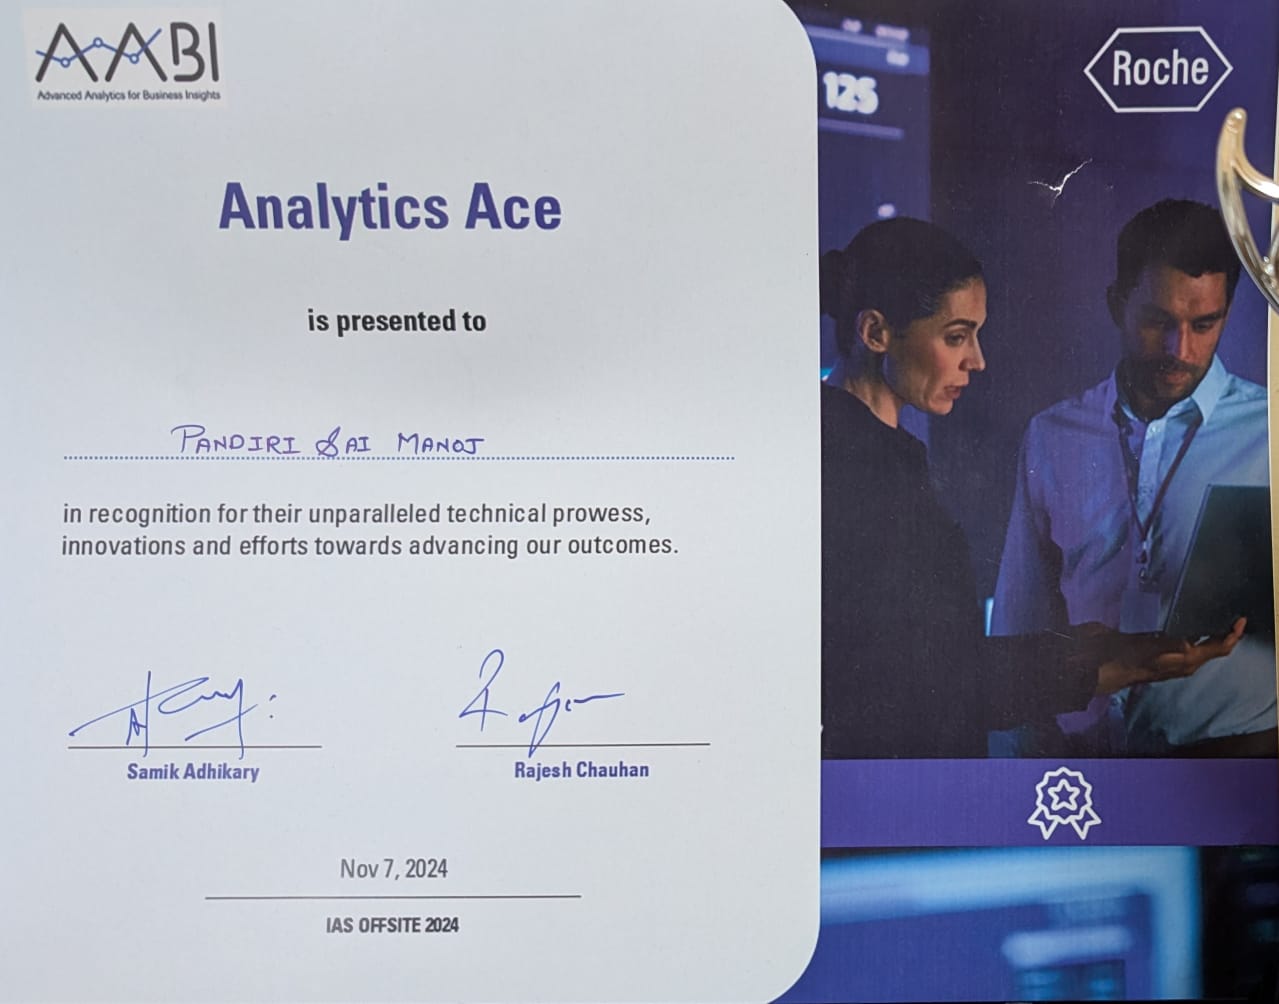 AABI
Advanced Analytics for Business Insights
Roche
125
Analytics Ace
is presented to
PANDIRI SAI MANOJ
in recognition for their unparalleled technical prowess,
innovations and efforts towards advancing our outcomes.
Samik Adhikary
Rajesh Chauhan
Nov 7, 2024
IAS OFFSITE 2024